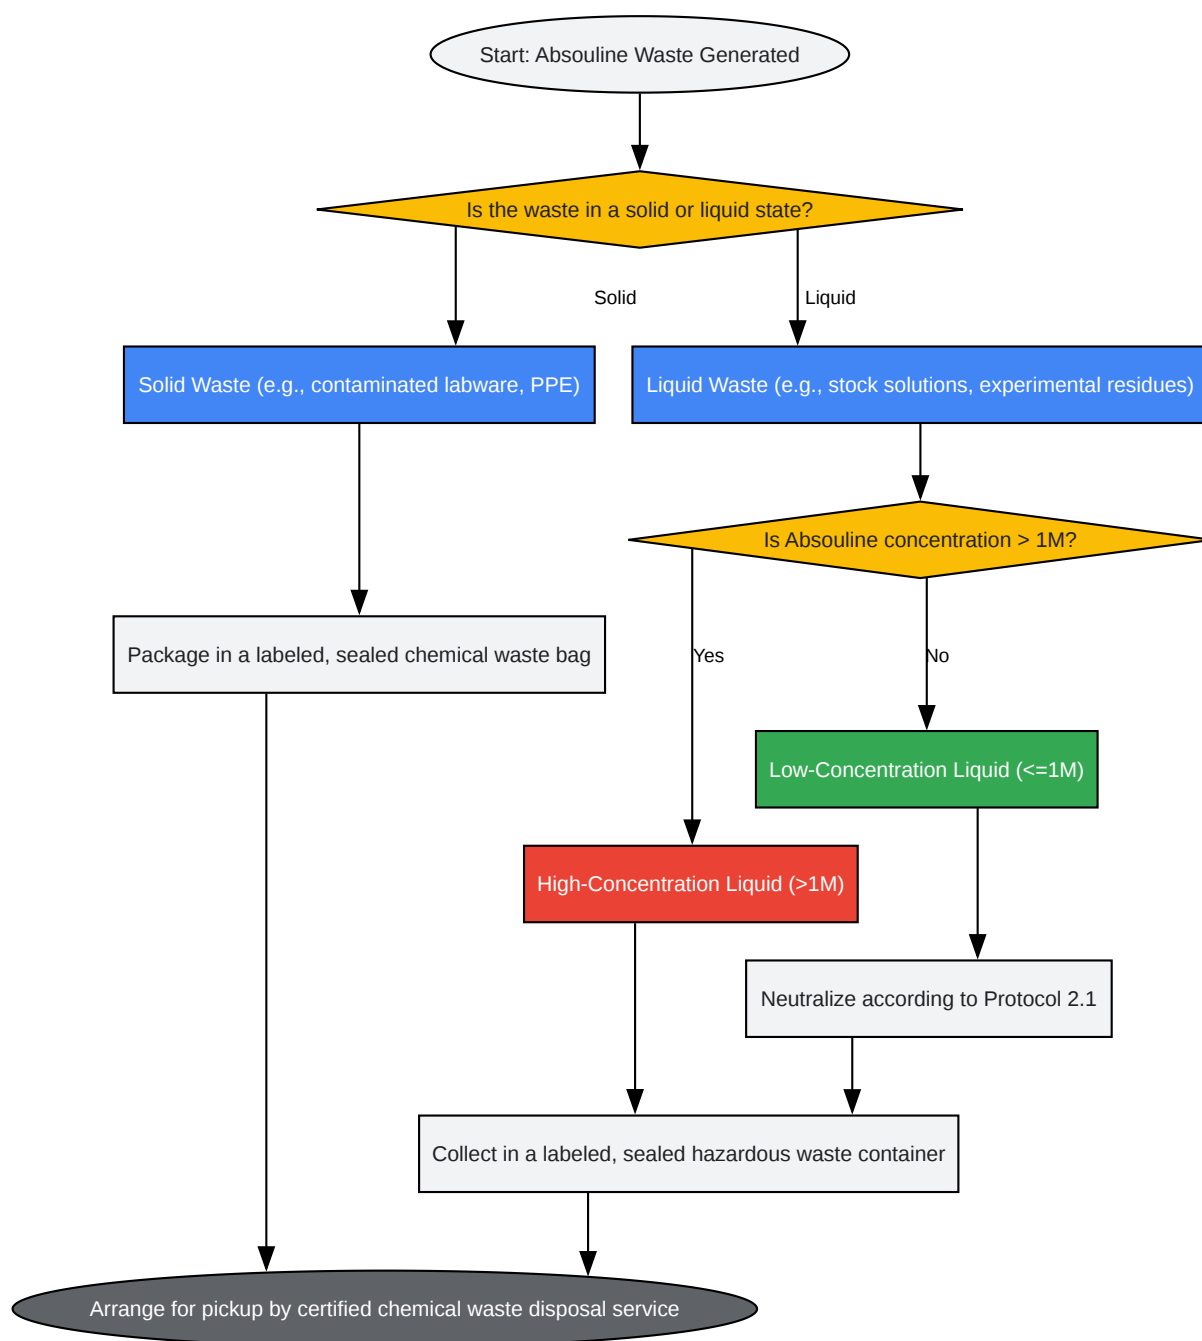 Start: Absouline Waste Generated
Is the waste in a solid or liquid state?
Solid
Liquid
Solid Waste (e.g., contaminated labware, PPE)
Liquid Waste (e.g., stock solutions, experimental residues)
Is Absouline concentration > 1M?
Package in a labeled, sealed chemical waste bag
Yes
No
Low-Concentration Liquid (<=1M)
High-Concentration Liquid (>1M)
Neutralize according to Protocol 2.1
Collect in a labeled, sealed hazardous waste container
Arrange for pickup by certified chemical waste disposal service